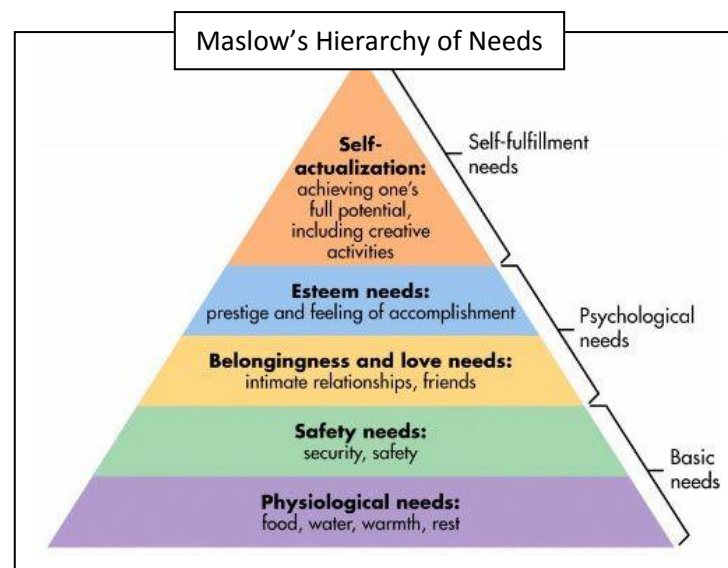 Maslow's Hierarchy of Needs
Self-
actualization:
achieving one's
full potential,
including creative
activities
Self-fulfillment
needs
Esteem needs:
prestige and feeling of accomplishment
Psychological
needs
Belongingness and love needs:
intimate relationships, friends
Safety needs:
security, safety
Basic
needs
Physiological needs:
food, water, warmth, rest